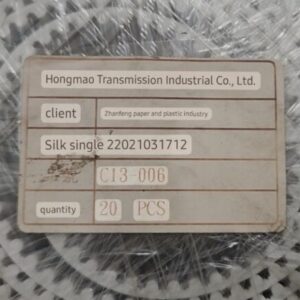 Hongmao Transmission Industrial Co., Ltd.
client Zhanfeng paper and plastic industry.
Silk single 22021031712
C13-006
quantity 20 PCS